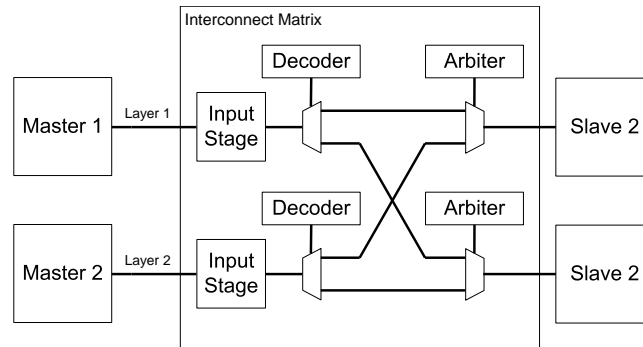 Interconnect Matrix
Decoder
Arbiter
Master 1
Layer 1
Input
Stage
Slave 2
Decoder
Arbiter
Master 2
Layer 2
Input
Stage
Slave 2